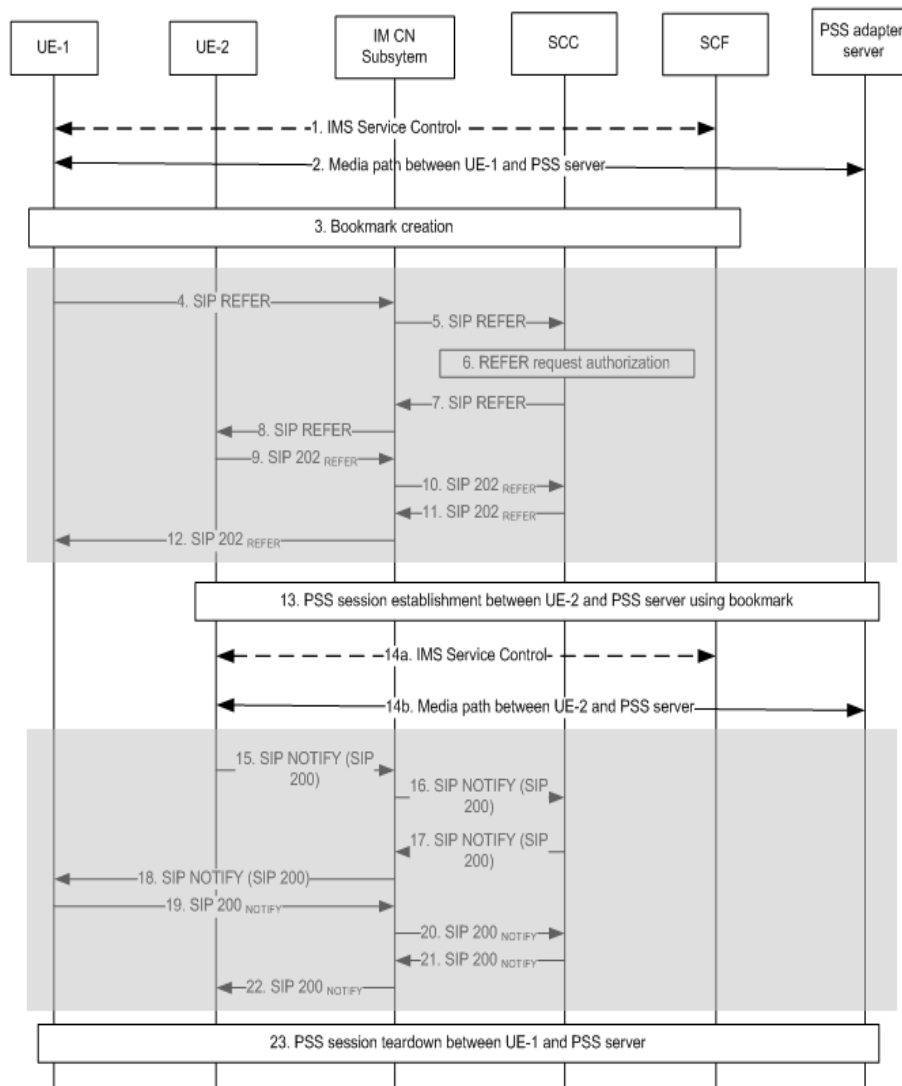 UE-1
UE-2
IM CN
Subsytem
SCC
SCF
PSS adapter
server
1. IMS Service Control
2. Media path between UE-1 and PSS server
3. Bookmark creation
4. SIP REFER
5. SIP REFER
6. REFER request authorization
7. SIP REFER
8. SIP REFER
9. SIP 202 REFER
10. SIP 202 REFER
11. SIP 202 REFER
12. SIP 202 REFER
13. PSS session establishment between UE-2 and PSS server using bookmark
14a. IMS Service Control
14b. Media path between UE-2 and PSS server
15. SIP NOTIFY (SIP
200)
16. SIP NOTIFY (SIP
200)
17. SIP NOTIFY (SIP
200)
18. SIP NOTIFY (SIP 200)
19. SIP 200 NOTIFY
20. SIP 200 NOTIFY
21. SIP 200 NOTIFY
22. SIP 200 NOTIFY
23. PSS session teardown between UE-1 and PSS server